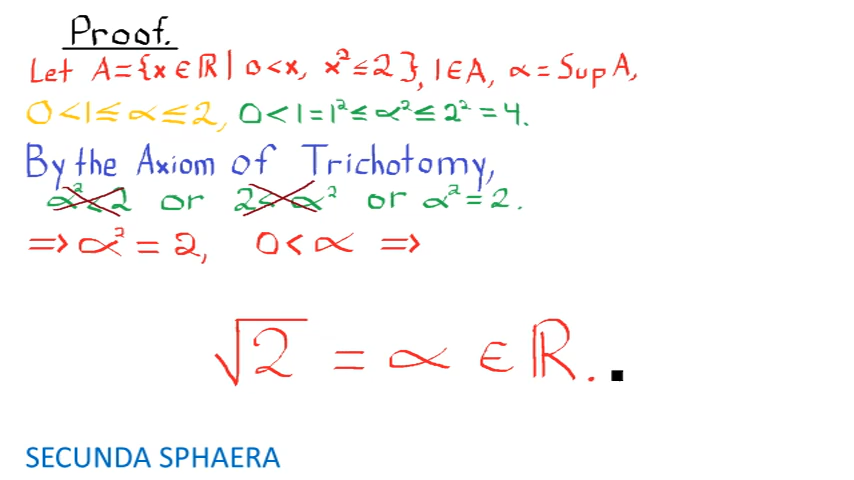 Proof.
Let A={x∈ℝ| 0<x, x²≤2}, 1∈A, α=Sup A,
0<1≤α≤2, 0<1=1²≤α²≤2²=4.
By the Axiom of Trichotomy,
α²<2 or 2<α² or α²=2.
⇒α²=2, 0<α ⇒
√2 = α ∈ ℝ. ■
SECUNDA SPHAERA